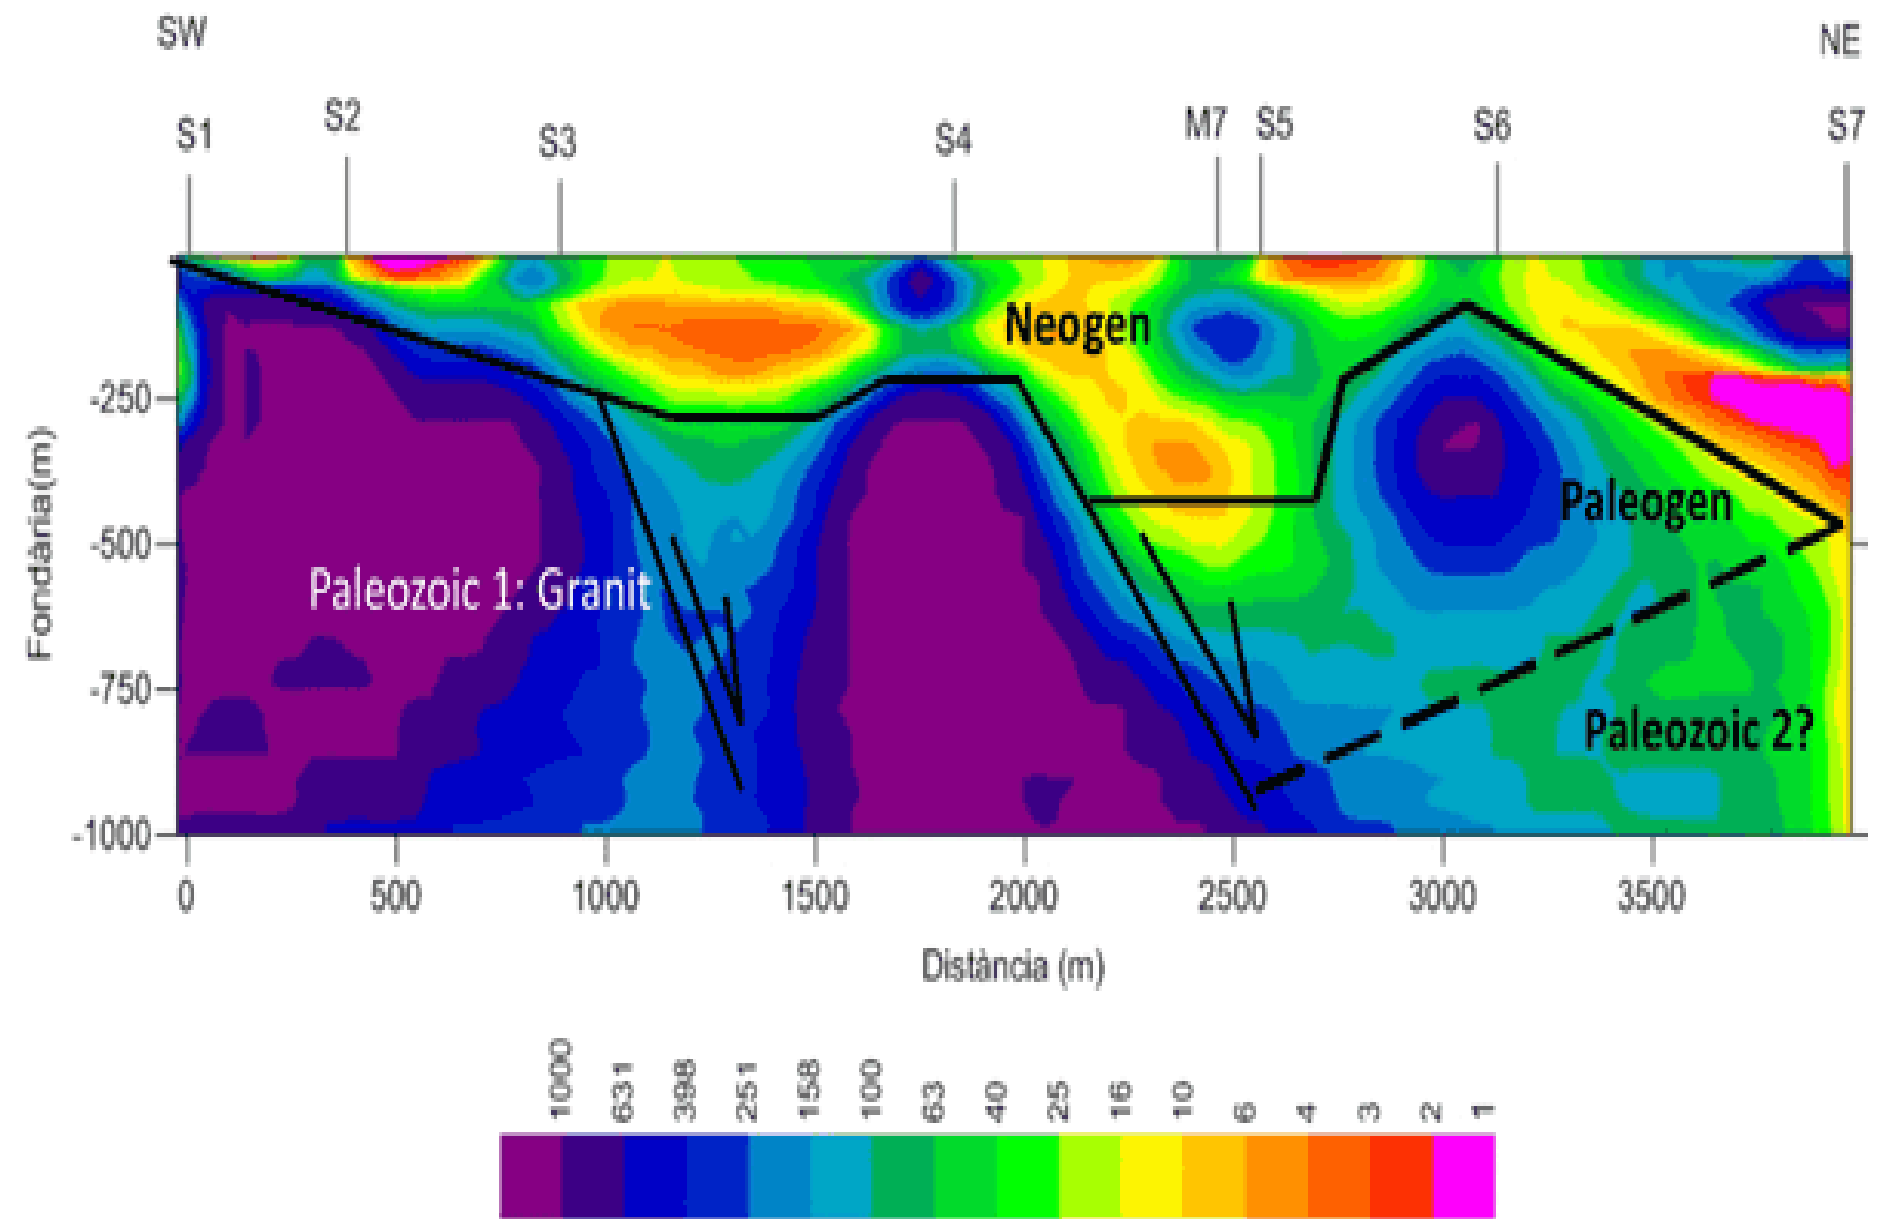 SW NE
S1 S2 S3 S4 M7 S5 S6 S7
Neogen
-250
Paleogen
-500
Paleozoic 1: Granit
-750
Paleozoic 2?
-1000
Fondària(m)
0 500 1000 1500 2000 2500 3000 3500
Distància (m)
1000 631 398 251 158 100 63 40 25 16 10 6 4 3 2 1